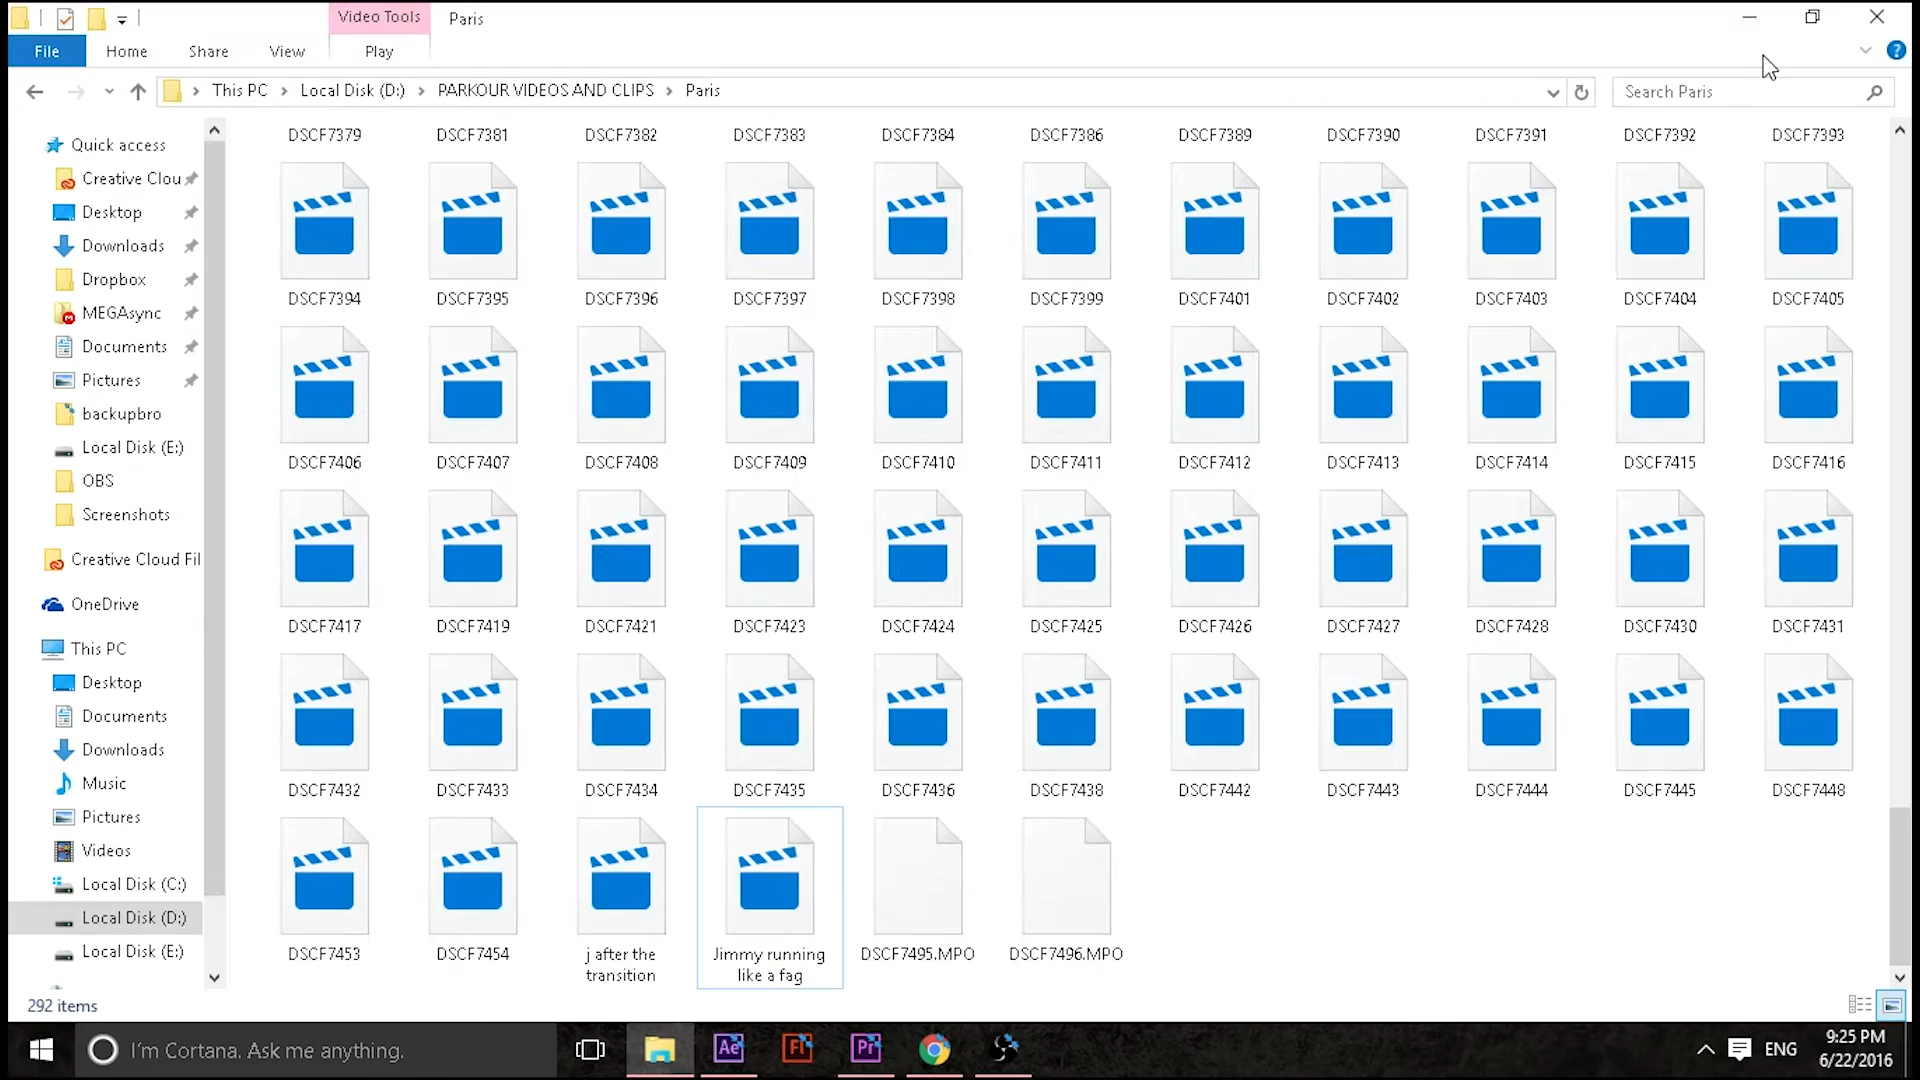 Video Tools
Paris
File
Home
Share
View
Play
This PC
Local Disk (D:)
PARKOUR VIDEOS AND CLIPS
Paris
Search Paris
Quick access
Creative Clou
Desktop
Downloads
Dropbox
MEGAsync
Documents
Pictures
backupbro
Local Disk (E:)
OBS
Screenshots
Creative Cloud Fil
OneDrive
This PC
Desktop
Documents
Downloads
Music
Pictures
Videos
Local Disk (C:)
Local Disk (D:)
Local Disk (E:)
DSCF7379 DSCF7381 DSCF7382 DSCF7383 DSCF7384 DSCF7386 DSCF7389 DSCF7390 DSCF7391 DSCF7392 DSCF7393
DSCF7394 DSCF7395 DSCF7396 DSCF7397 DSCF7398 DSCF7399 DSCF7401 DSCF7402 DSCF7403 DSCF7404 DSCF7405
DSCF7406 DSCF7407 DSCF7408 DSCF7409 DSCF7410 DSCF7411 DSCF7412 DSCF7413 DSCF7414 DSCF7415 DSCF7416
DSCF7417 DSCF7419 DSCF7421 DSCF7423 DSCF7424 DSCF7425 DSCF7426 DSCF7427 DSCF7428 DSCF7430 DSCF7431
DSCF7432 DSCF7433 DSCF7434 DSCF7435 DSCF7436 DSCF7438 DSCF7442 DSCF7443 DSCF7444 DSCF7445 DSCF7448
DSCF7453
DSCF7454
j after the
transition
Jimmy running
like a fag
DSCF7495.MPO
DSCF7496.MPO
292 items
I'm Cortana. Ask me anything.
Ae
Fl
Pr
ENG
9:25 PM
6/22/2016